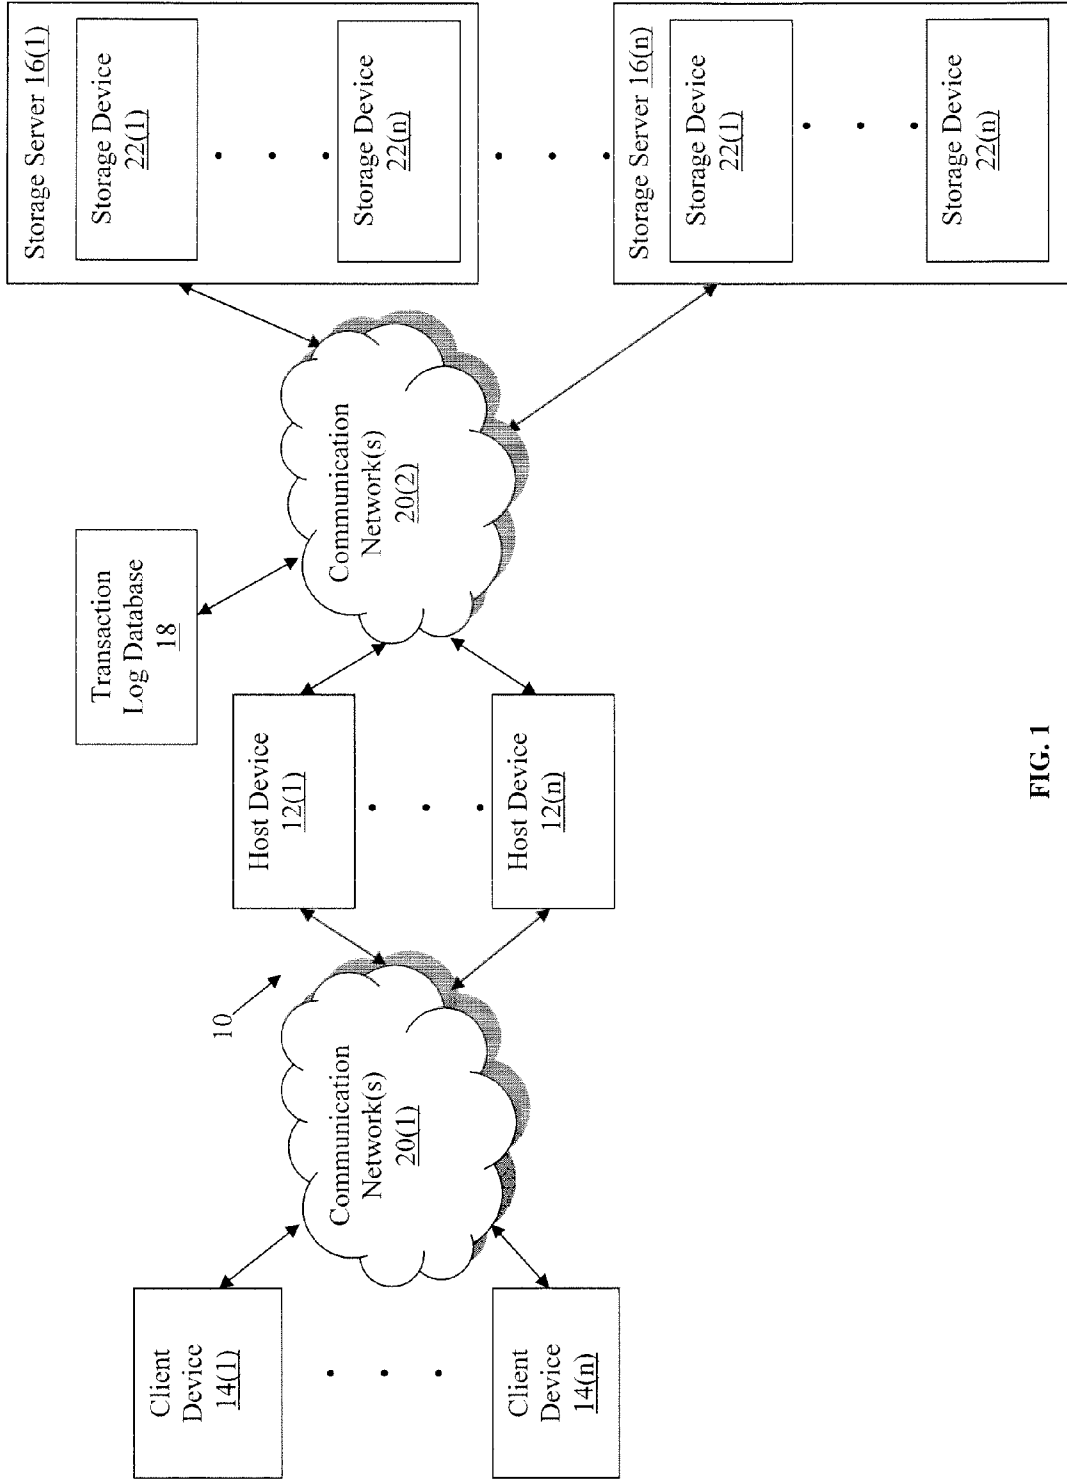 Client
Device
14(1)
Client
Device
14(n)
Communication
Network(s)
20(1)
10
Host Device
12(1)
Host Device
12(n)
Transaction
Log Database
18
Communication
Network(s)
20(2)
Storage Server 16(1)
Storage Device
22(1)
Storage Device
22(n)
Storage Server 16(n)
Storage Device
22(1)
Storage Device
22(n)
FIG. 1